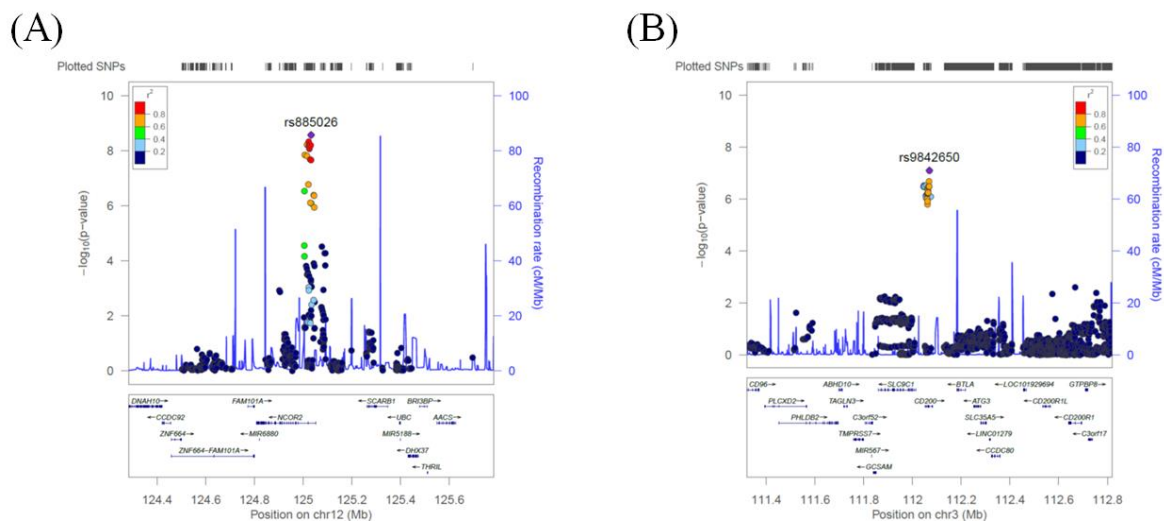 (A)
Plotted SNPs
10
8
6
4
2
0
−log10(p−value)
r2
0.8
0.6
0.4
0.2
rs885026
100
80
60
40
20
0
Recombination rate (cM/Mb)
DNAH10→ FAM101A→ ←SCARB1 BRI3BP→
←CCDC92 ←NCOR2 ←UBC AACS→
ZNF664→ ←MIR6880 MIR5188→
ZNF664−FAM101A→ ←DHX37
←THRIL
124.4 124.6 124.8 125 125.2 125.4 125.6
Position on chr12 (Mb)
(B)
Plotted SNPs
10
8
6
4
2
0
−log10(p−value)
rs9842650
r2
0.8
0.6
0.4
0.2
100
80
60
40
20
0
Recombination rate (cM/Mb)
CD96→ ABHD10→ ←SLC9C1 ←BTLA ←LOC101929694 GTPBP8→
PLCXD2→ TAGLN3→ CD200→ ←ATG3 ←CD200R1L
PHLDB2→ C3orf52→ SLC35A5→ ←CD200R1
←TMPRSS7 ←LINC01279 ←C3orf17
MIR567→ ←CCDC80
←GCSAM
111.4 111.6 111.8 112 112.2 112.4 112.6 112.8
Position on chr3 (Mb)